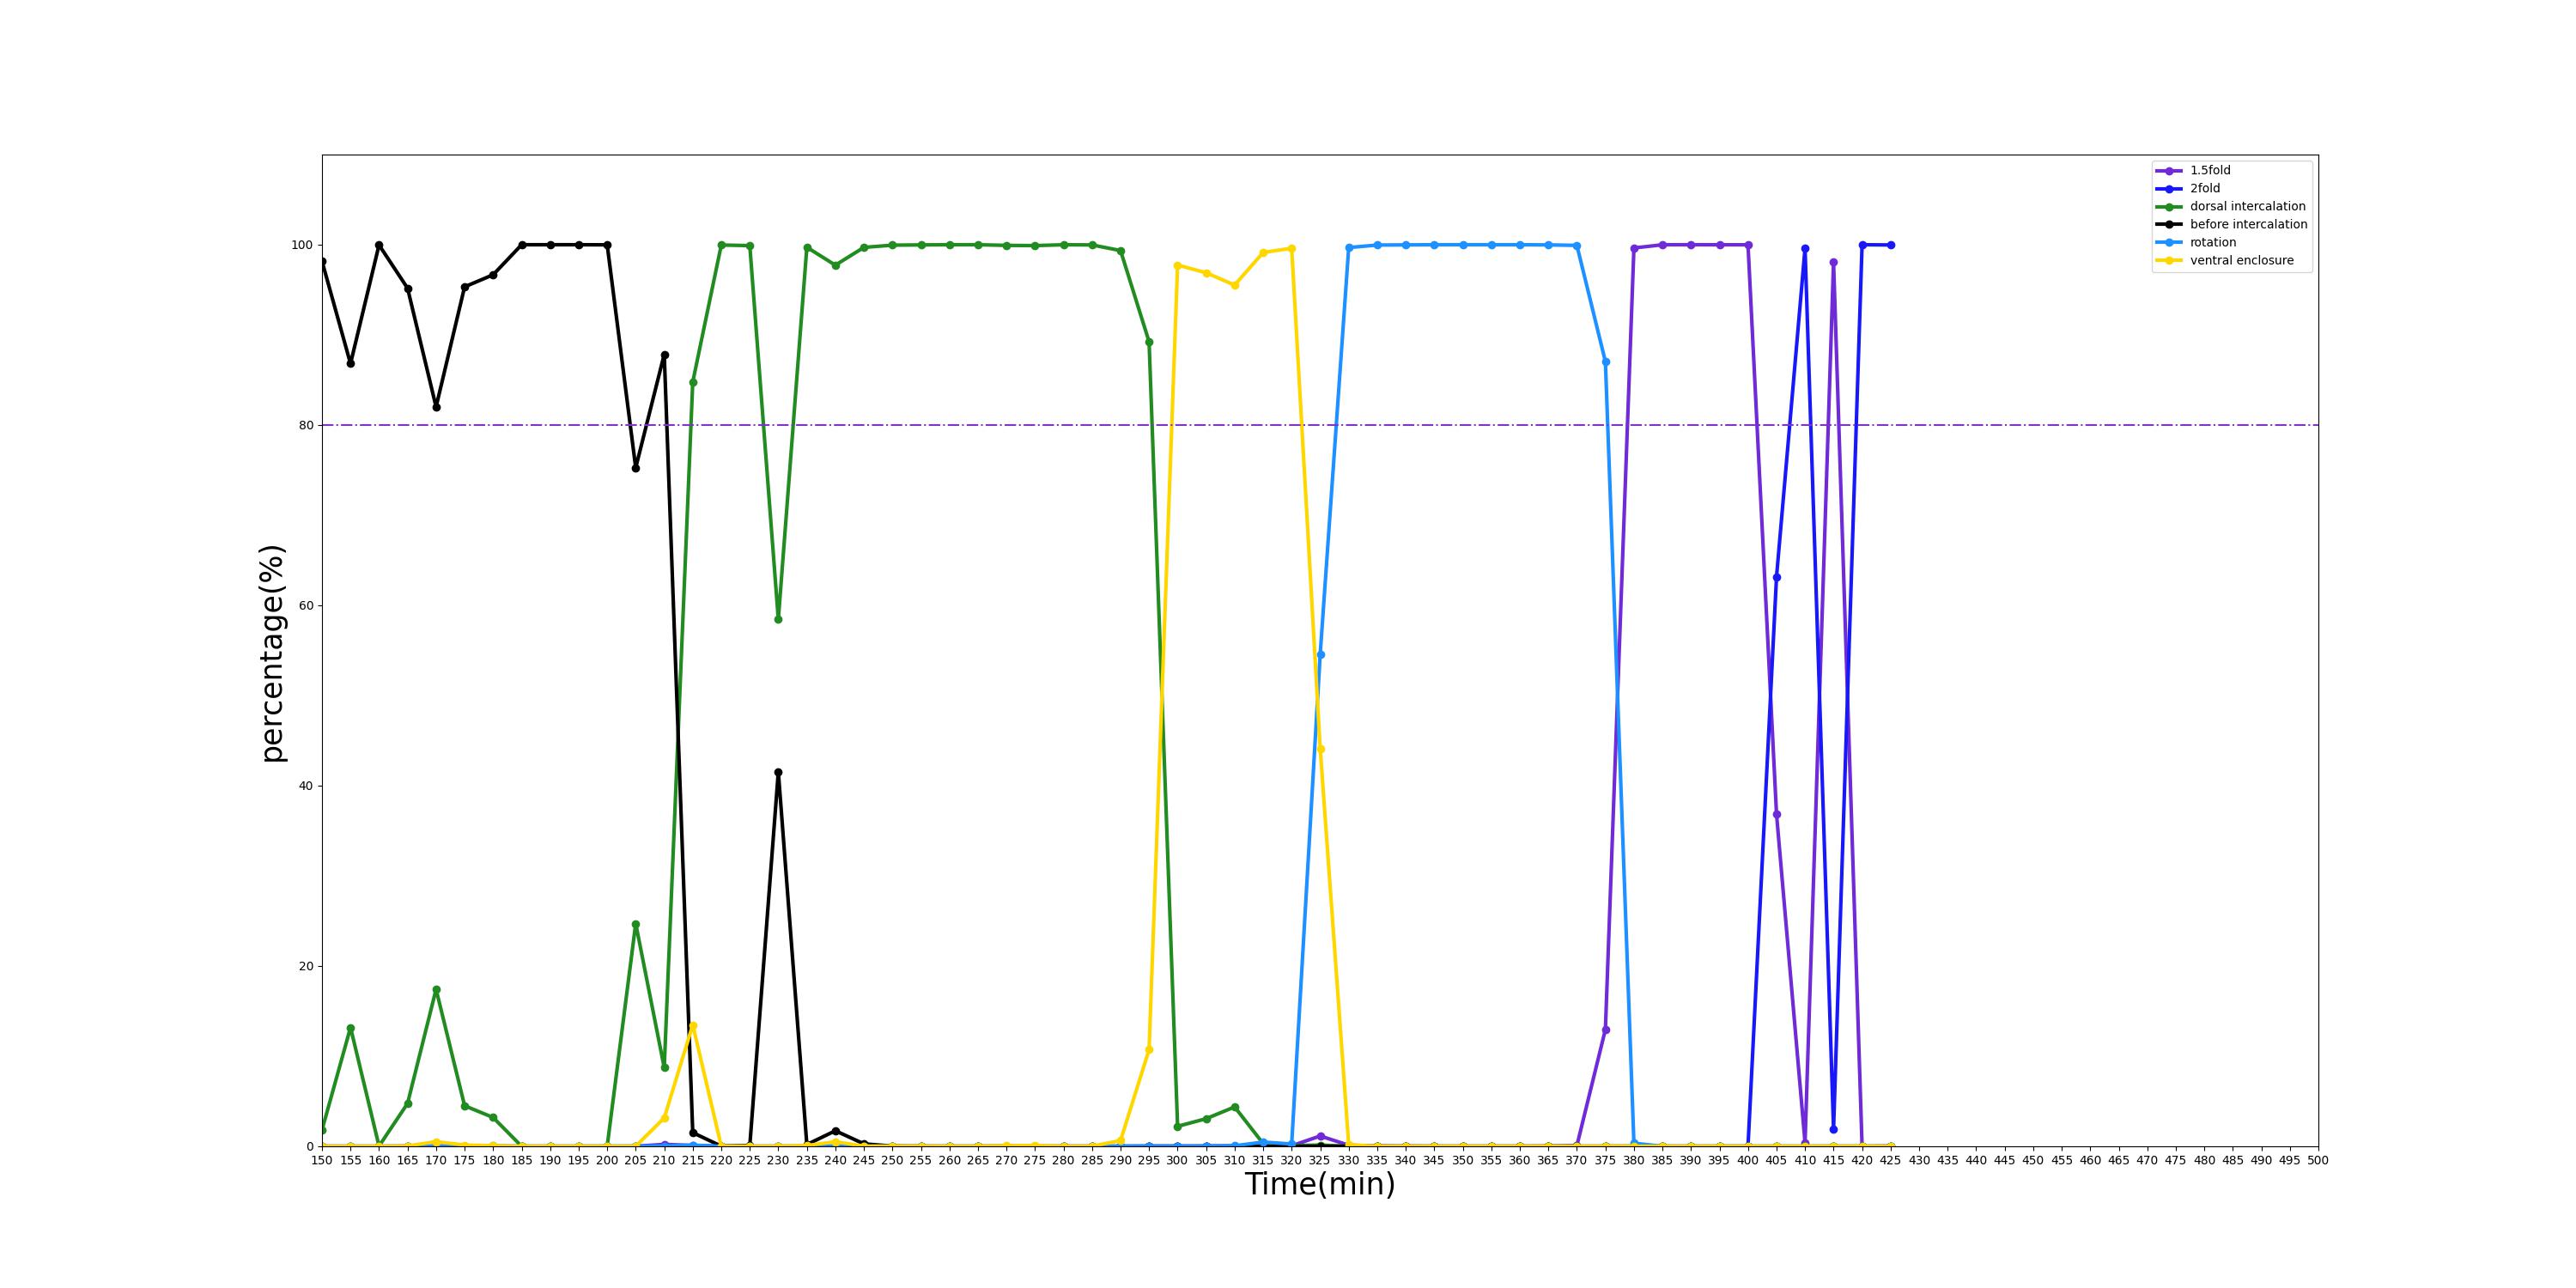 1.5fold
2fold
dorsal intercalation
before intercalation
rotation
ventral enclosure
100
80
60
40
20
0
percentage(%)
150 155 160 165 170 175 180 185 190 195 200 205 210 215 220 225 230 235 240 245 250 255 260 265 270 275 280 285 290 295 300 305 310 315 320 325 330 335 340 345 350 355 360 365 370 375 380 385 390 395 400 405 410 415 420 425 430 435 440 445 450 455 460 465 470 475 480 485 490 495 500
Time(min)